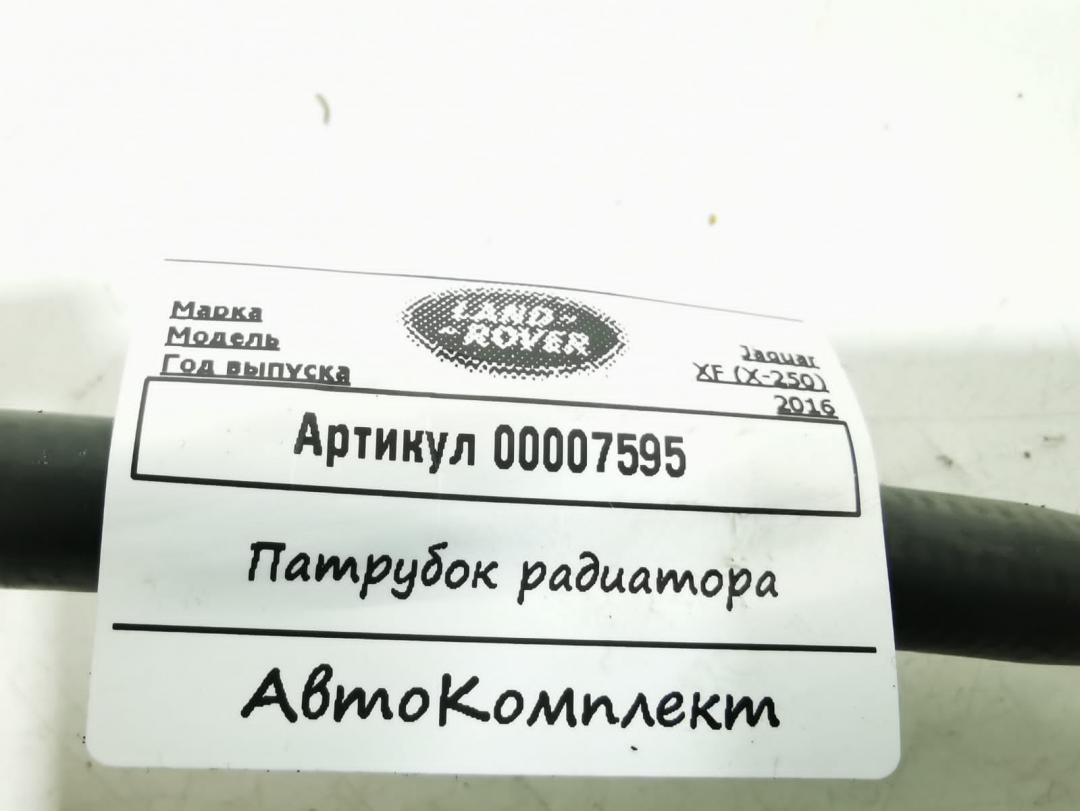 Марка
Модель
Год выпуска
LAND
ROVER
Jaguar
XF (X-250)
2016
Артикул 00007595
Патрубок радиатора
АвтоКомплект